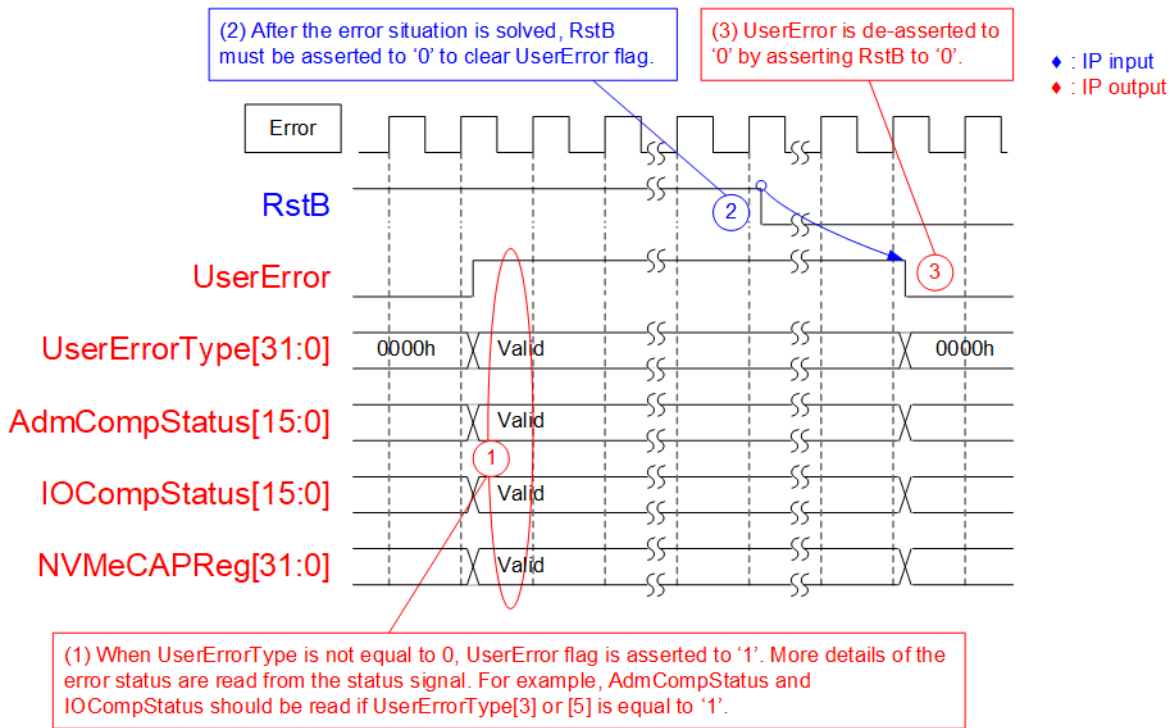 (2) After the error situation is solved, RstB
must be asserted to ‘0’ to clear UserError flag.
(3) UserError is de-asserted to
‘0’ by asserting RstB to ‘0’.
♦ : IP input
♦ : IP output
Error
RstB
2
UserError
3
UserErrorType[31:0]
0000h
Valid
0000h
AdmCompStatus[15:0]
Valid
1
IOCompStatus[15:0]
Valid
NVMeCAPReg[31:0]
Valid
(1) When UserErrorType is not equal to 0, UserError flag is asserted to ‘1’. More details of the
error status are read from the status signal. For example, AdmCompStatus and
IOCompStatus should be read if UserErrorType[3] or [5] is equal to ‘1’.